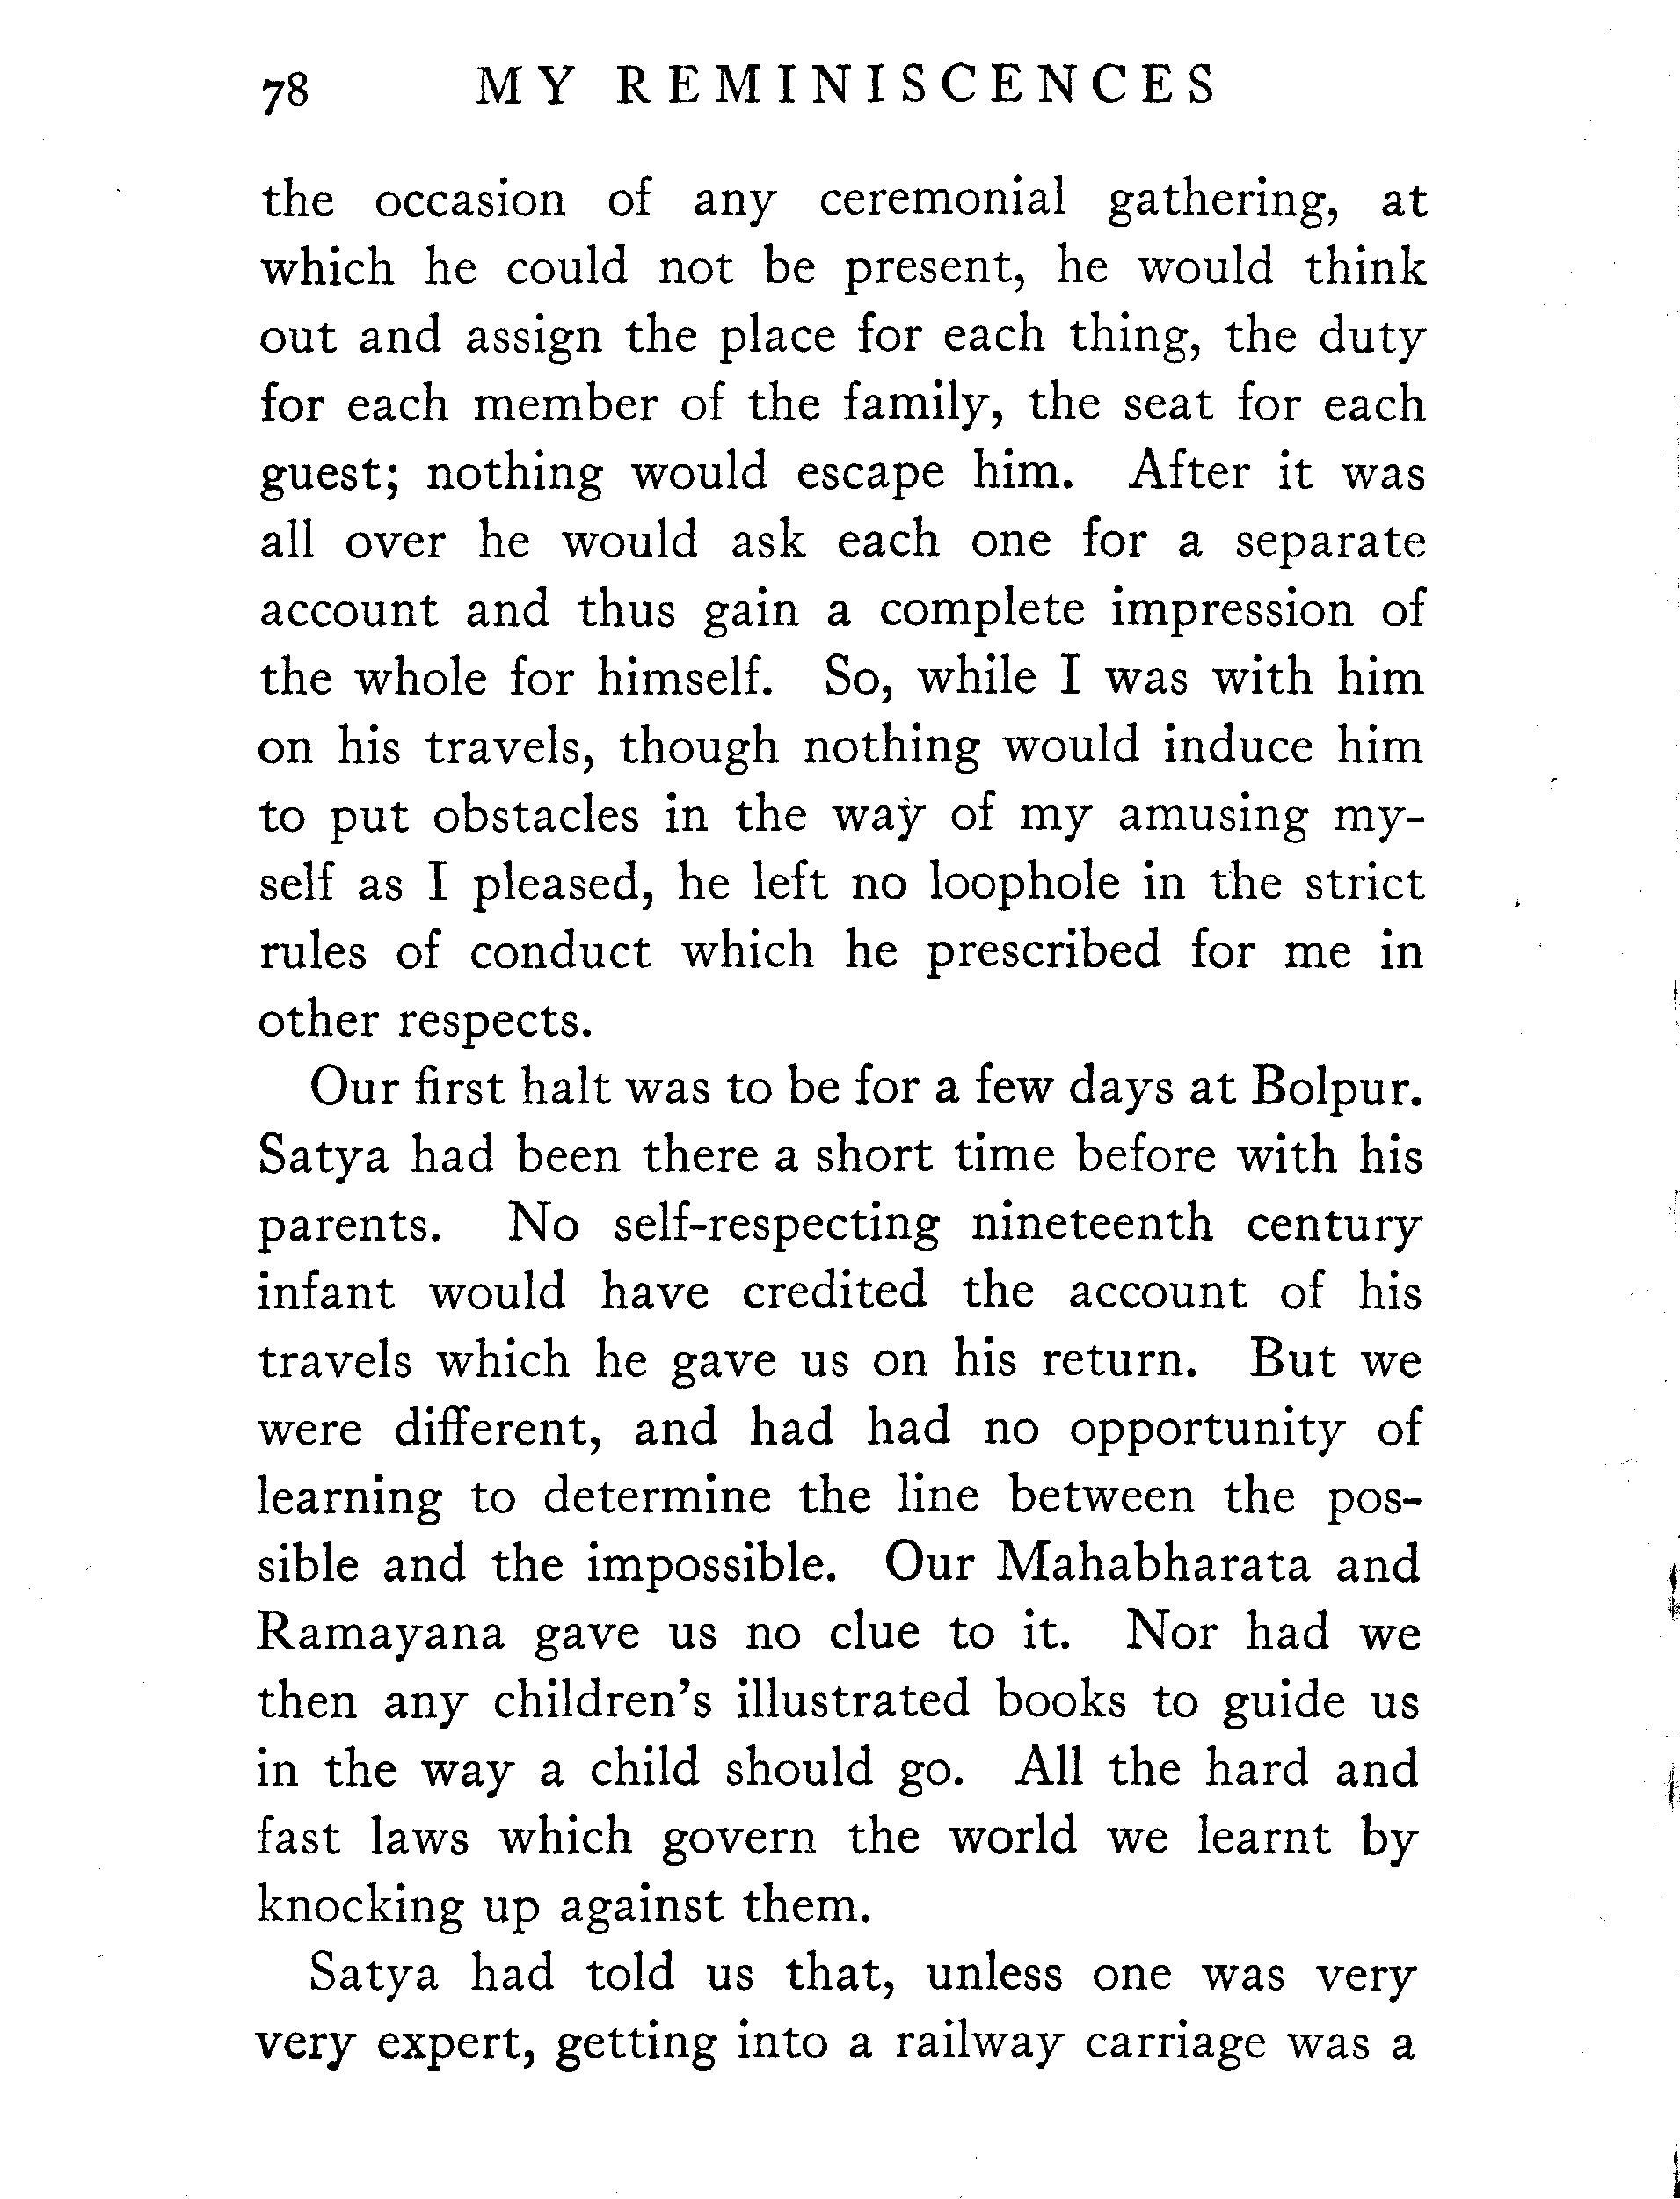 78 MY REMINISCENCES
the occasion of any ceremonial gathering, at
which he could not be present, he would think
out and assign the place for each thing, the duty
for each member of the family, the seat for each
guest; nothing would escape him. After it was
all over he would ask each one for a separate
account and thus gain a complete impression of
the whole for himself. So, while I was with him
on his travels, though nothing would induce him
to put obstacles in the way of my amusing my-
self as I pleased, he left no loophole in the strict
rules of conduct which he prescribed for me in
other respects.
Our first halt was to be for a few days at Bolpur.
Satya had been there a short time before with his
parents. No self-respecting nineteenth century
infant would have credited the account of his
travels which he gave us on his return. But we
were different, and had had no opportunity of
learning to determine the line between the pos-
sible and the impossible. Our Mahabharata and
Ramayana gave us no clue to it. Nor had we
then any children's illustrated books to guide us
in the way a child should go. All the hard and
fast laws which govern the world we learnt by
knocking up against them.
Satya had told us that, unless one was very
very expert, getting into a railway carriage was a